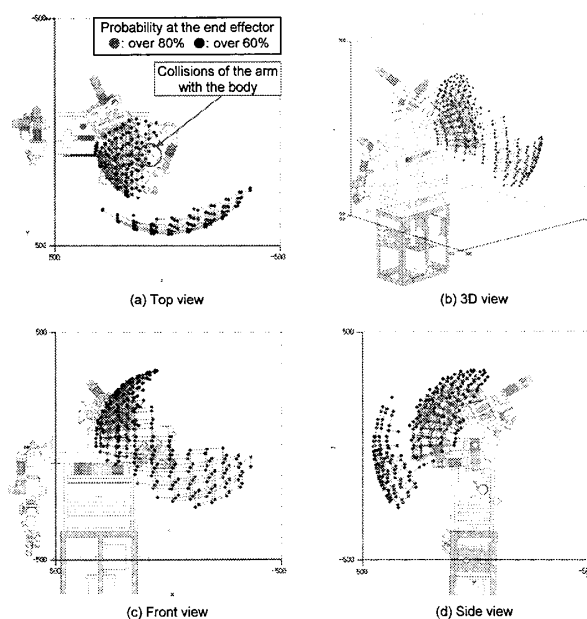 -500
Probability at the end effector
: over 80% : over 60%
Collisions of the arm
with the body
500
500
-500
(a) Top view
(b) 3D view
500
500
-500
500
-500
(c) Front view
500
-500
500
(d) Side view